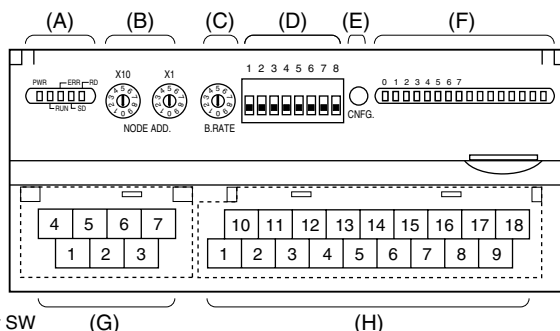 (A) (B) (C) (D) (E) (F)
X10 X1 1 2 3 4 5 6 7 8
PWR ERR RD 0 1 2 3 4 5 6 7
RUN SD
NODE ADD. B.RATE CNFG.
4 5 6 7 10 11 12 13 14 15 16 17 18
1 2 3 1 2 3 4 5 6 7 8 9
SW (G) (H)